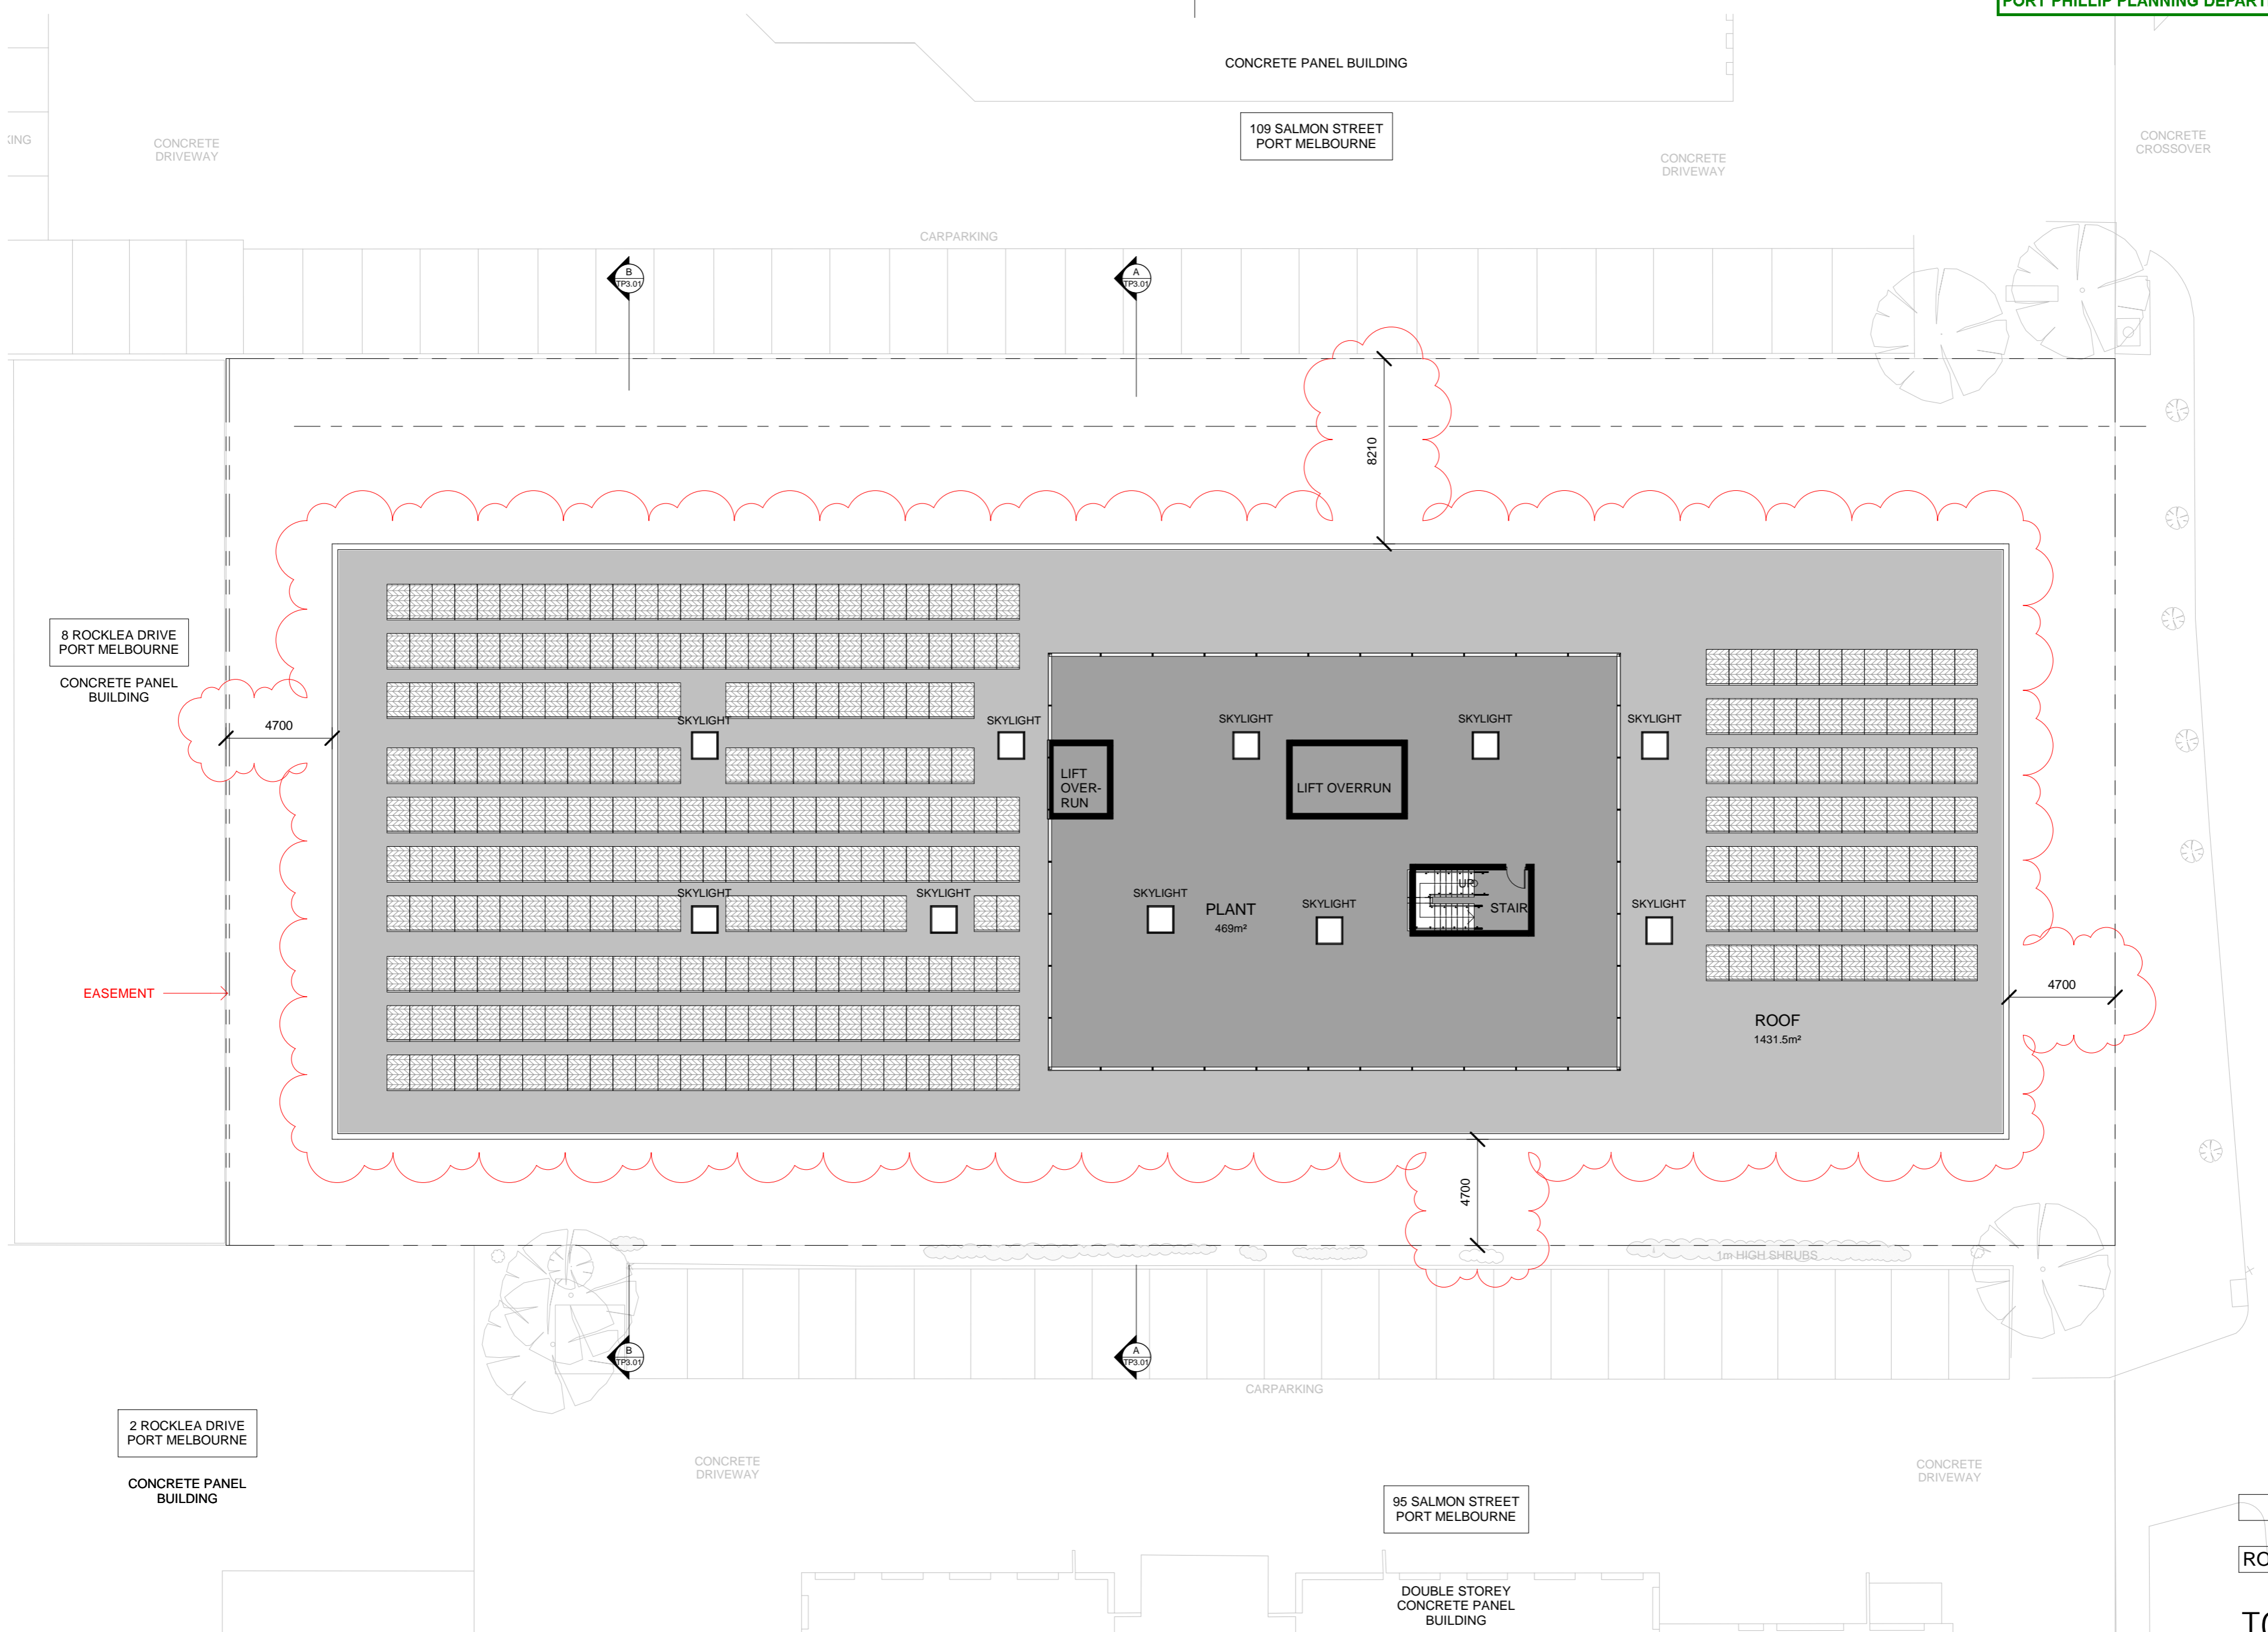 PORT PHILLIP PLANNING DEPART
CONCRETE PANEL BUILDING
109 SALMON STREET
PORT MELBOURNE
KING
CONCRETE
DRIVEWAY
CONCRETE
DRIVEWAY
CONCRETE
CROSSOVER
CARPARKING
B
TP3.01
A
TP3.01
8210
8 ROCKLEA DRIVE
PORT MELBOURNE
CONCRETE PANEL
BUILDING
4700
SKYLIGHT
SKYLIGHT
SKYLIGHT
SKYLIGHT
SKYLIGHT
LIFT
OVER-
RUN
LIFT OVERRUN
SKYLIGHT
SKYLIGHT
SKYLIGHT
PLANT
469m²
SKYLIGHT
UP
STAIR
SKYLIGHT
EASEMENT
4700
ROOF
1431.5m²
4700
1m HIGH SHRUBS
B
TP3.01
A
TP3.01
CARPARKING
2 ROCKLEA DRIVE
PORT MELBOURNE
CONCRETE PANEL
BUILDING
CONCRETE
DRIVEWAY
CONCRETE
DRIVEWAY
95 SALMON STREET
PORT MELBOURNE
DOUBLE STOREY
CONCRETE PANEL
BUILDING
RO